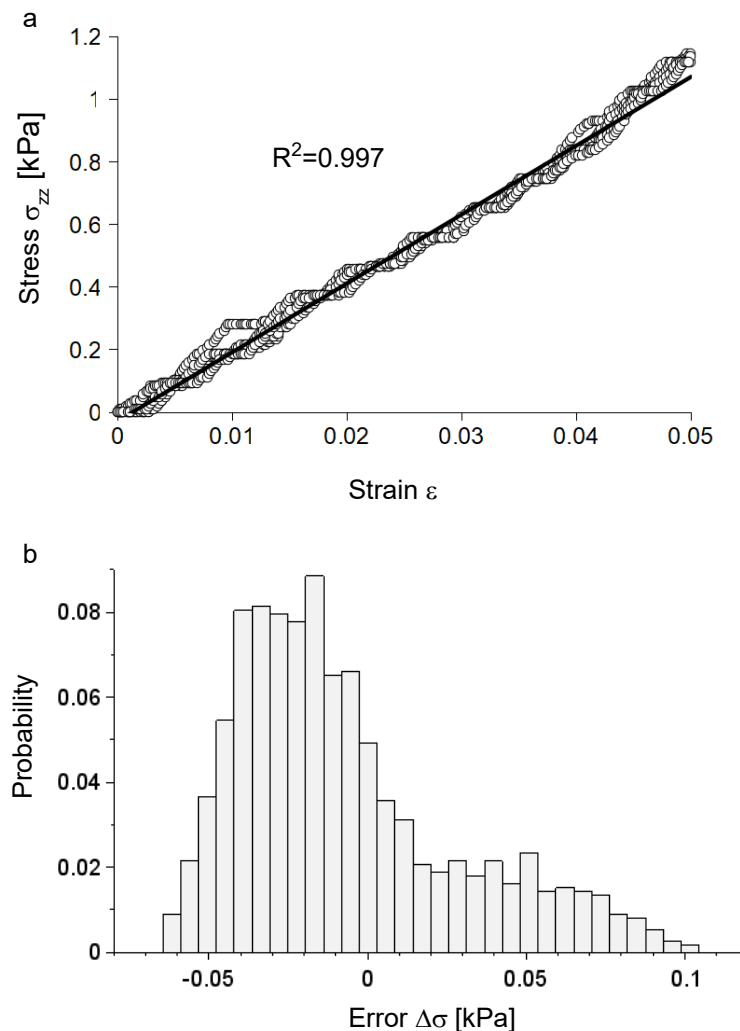 a
1.2
1
0.8
0.6
0.4
0.2
0
R²=0.997
Stress σzz [kPa]
0 0.01 0.02 0.03 0.04 0.05
Strain ε
b
0.08
0.06
0.04
0.02
0
Probability
-0.05 0 0.05 0.1
Error Δσ [kPa]